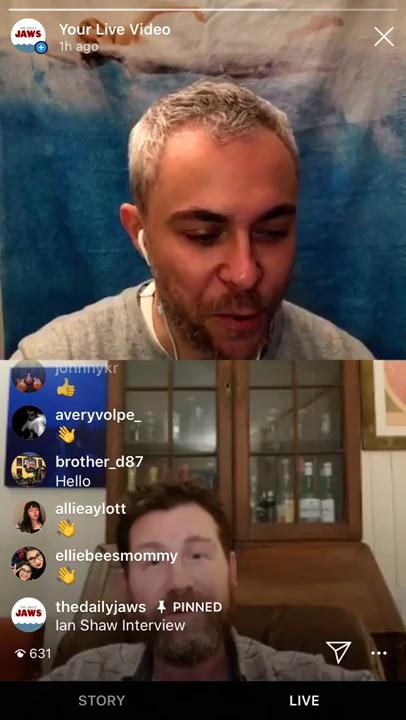 Your Live Video
1h ago
JAWS
johnnykr
👍
averyvolpe_
👋
brother_d87
Hello
allieaylott
👋
elliebeesmommy
👋
JAWS
thedailyjaws PINNED
Ian Shaw Interview
631
STORY LIVE